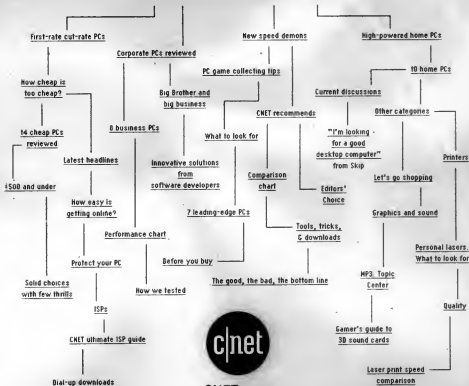 First-rate cut-rate PCs
Corporate PCs reviewed
New speed demons
High-powered home PCs
How cheap is
too cheap?
14 cheap PCs
reviewed
$500 and under
Solid choices
with few thrills
Latest headlines
How easy is
getting online?
Protect your PC
ISPs
CNET ultimate ISP guide
Dial-up downloads
8 business PCs
Performance chart
How we tested
Big Brother and
big business
Innovative solutions
from
software developers
PC game collecting tips
What to look for
7 leading-edge PCs
Before you buy
CNET recommends
Comparison
chart
Editors'
Choice
Tools, tricks,
& downloads
The good, the bad, the bottom line
10 home PCs
Current discussions
"I'm looking
for a good
desktop computer"
from Skip
Other categories
Let's go shopping
Graphics and sound
MP3 Topic
Center
Gamer's guide to
3D sound cards
Printers
Personal lasers.
What to look for
Quality
Laser print speed
comparison
c|net